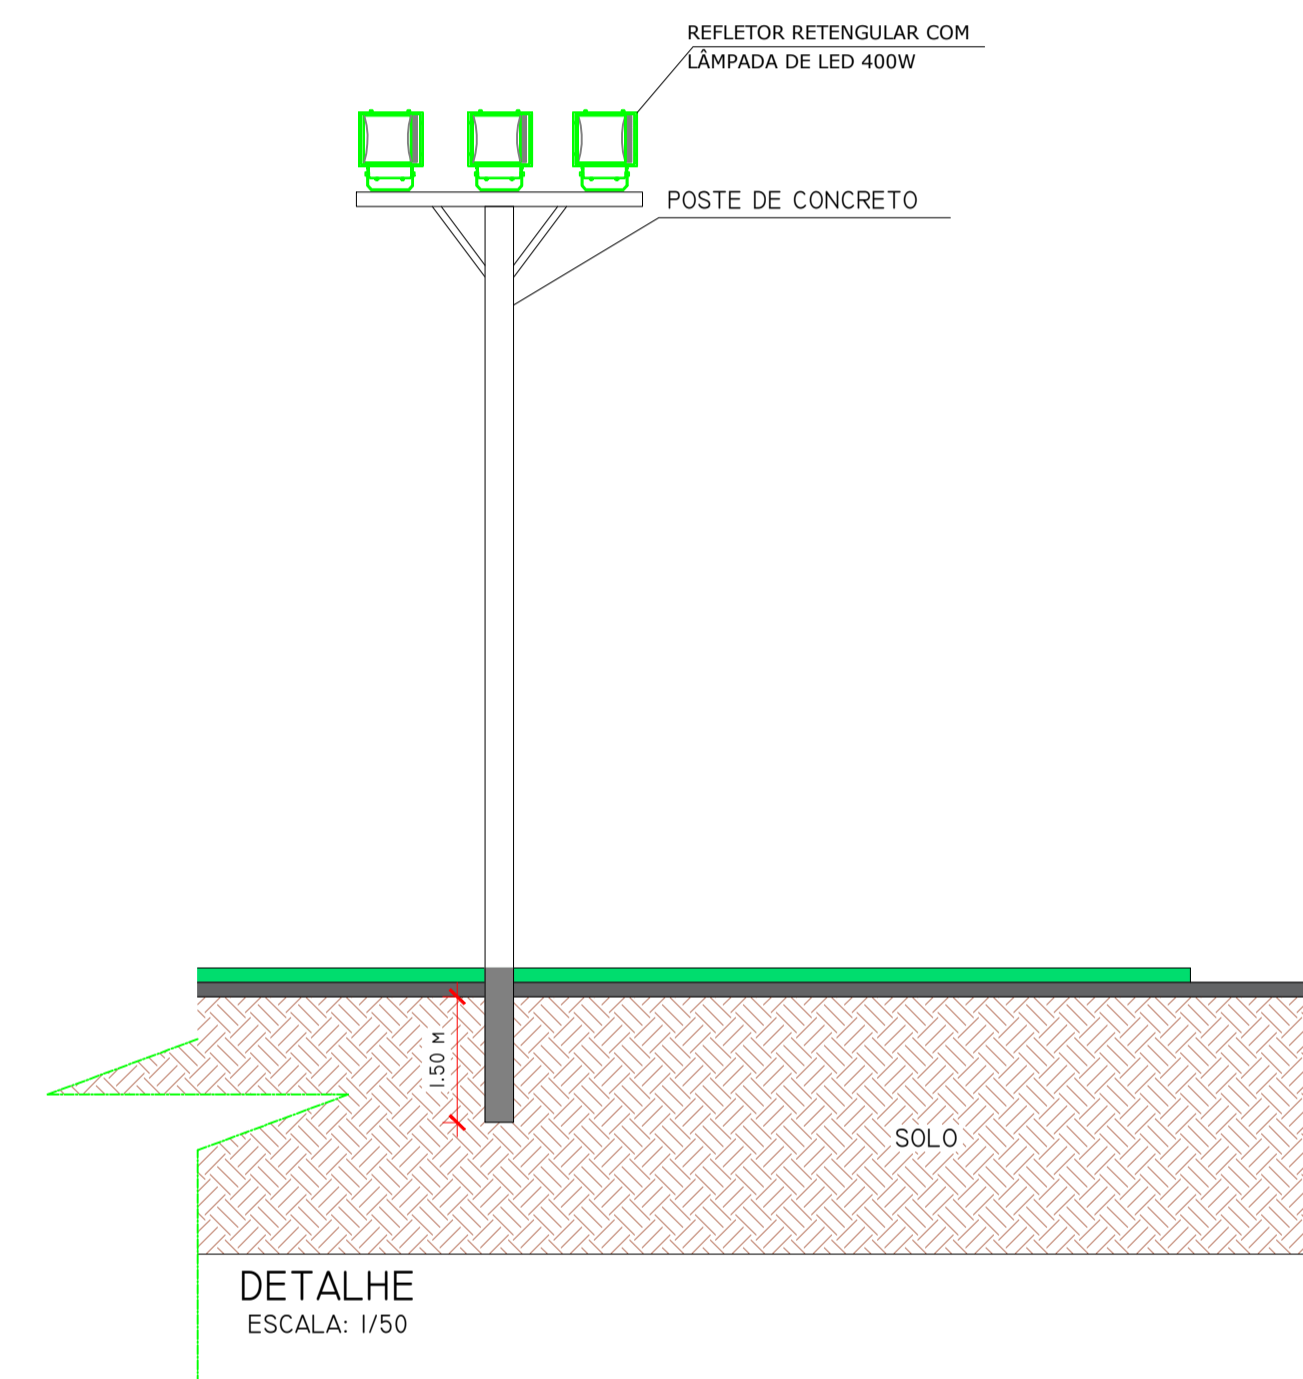 REFLETOR RETENGULAR COM
LÂMPADA DE LED 400W
POSTE DE CONCRETO
1.50 M
SOLO
DETALHE
ESCALA: 1/50